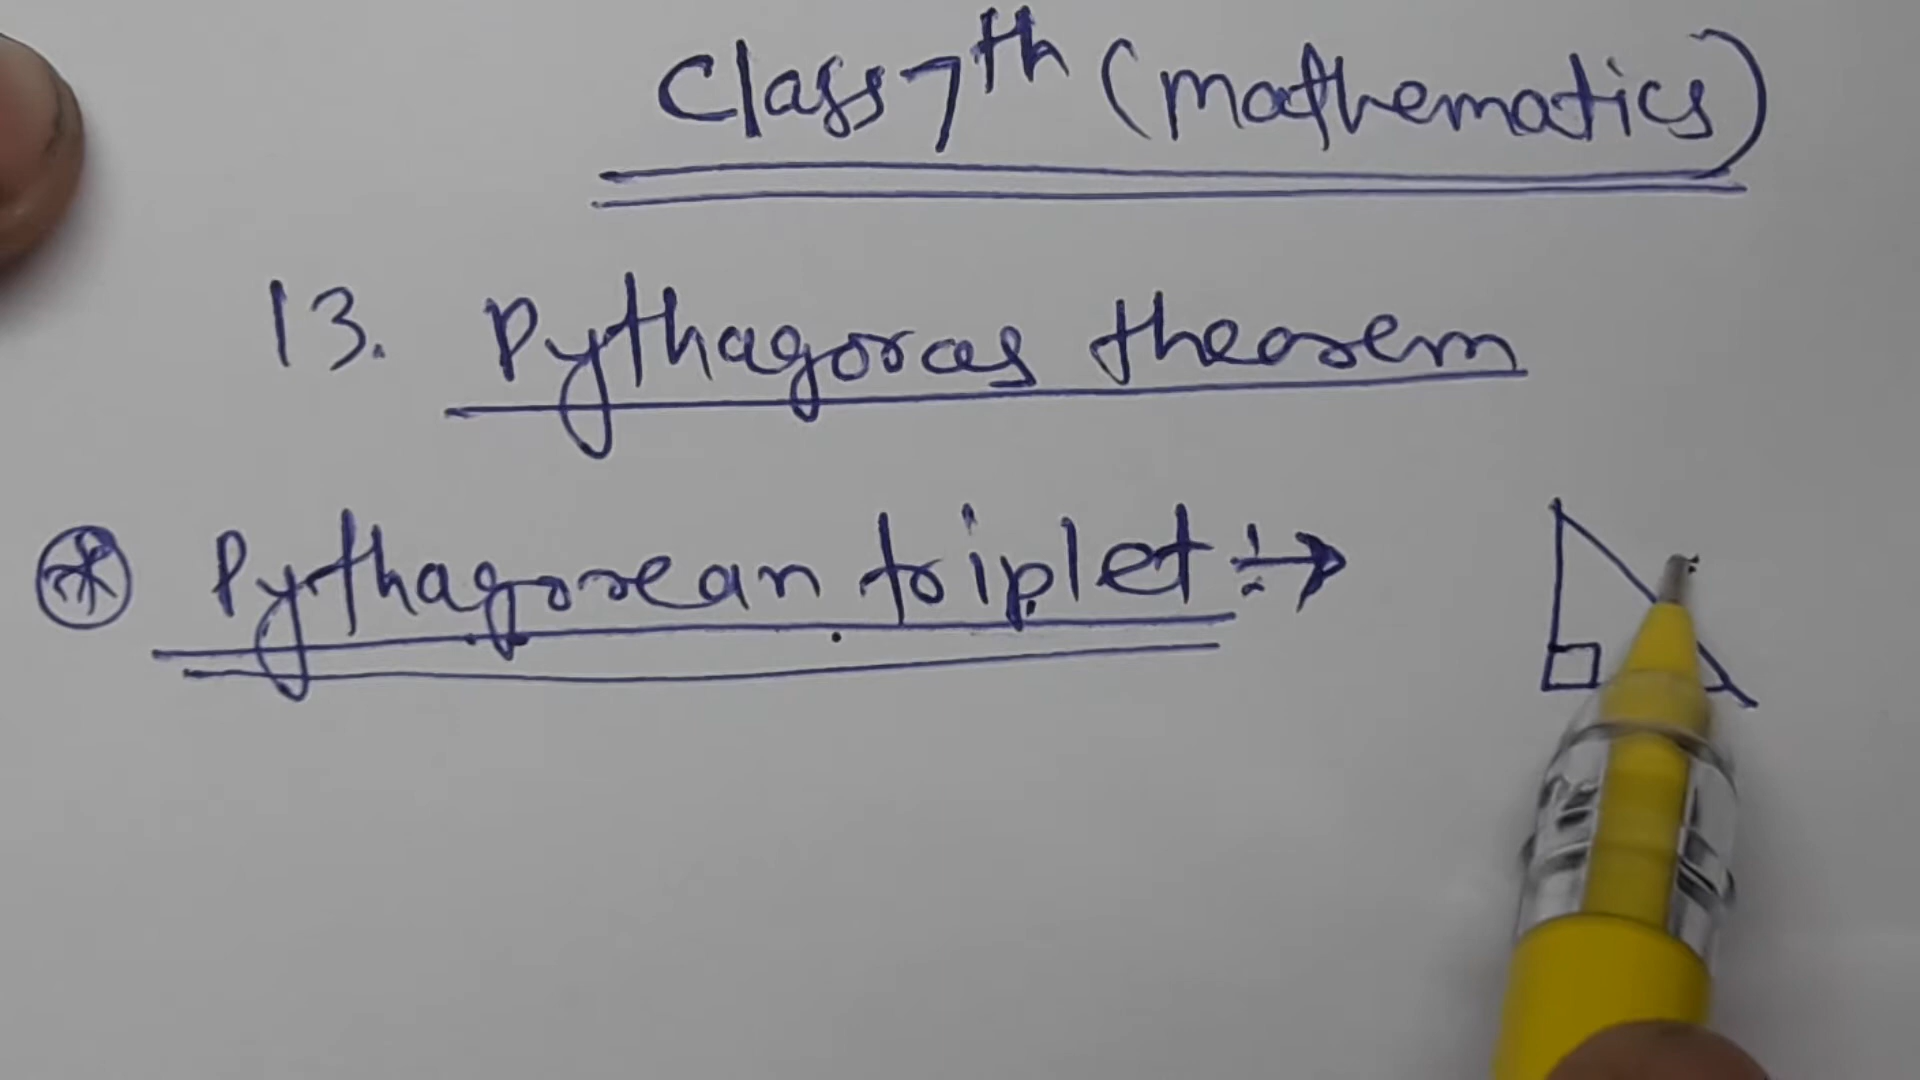 Class 7th (Mathematics)
13. Pythagoras theorem
Pythagorean triplet ÷→